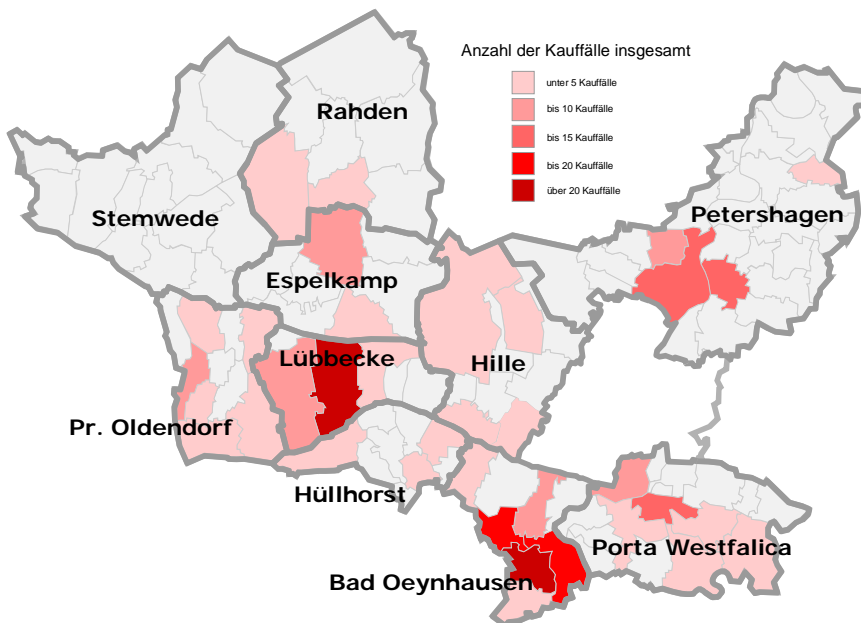 Anzahl der Kauffälle insgesamt
unter 5 Kauffälle
bis 10 Kauffälle
bis 15 Kauffälle
bis 20 Kauffälle
über 20 Kauffälle
Rahden
Stemwede
Petershagen
Espelkamp
Lübbecke
Hille
Pr. Oldendorf
Hüllhorst
Porta Westfalica
Bad Oeynhausen